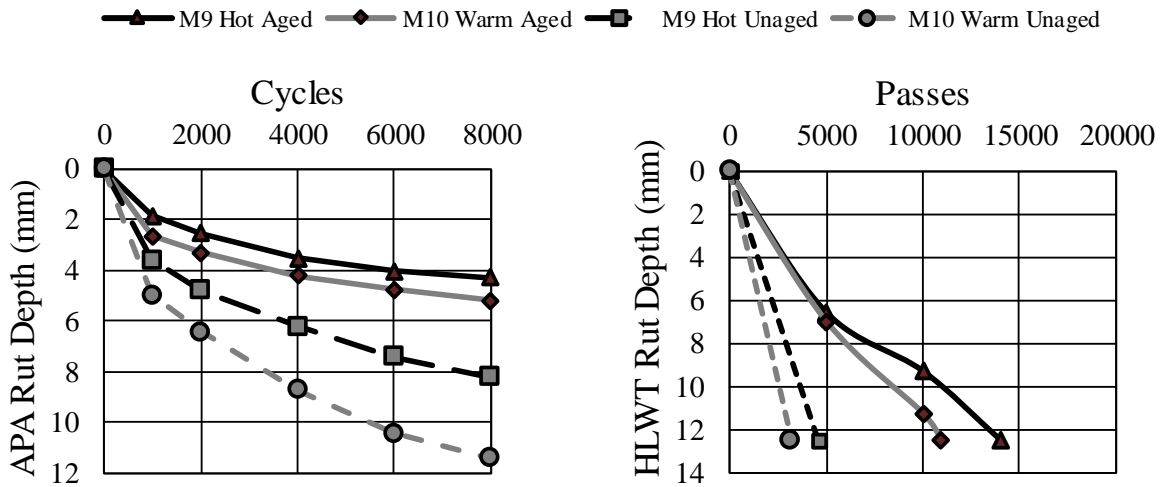 M9 Hot Aged M10 Warm Aged M9 Hot Unaged M10 Warm Unaged
Cycles
0 2000 4000 6000 8000
APA Rut Depth (mm)
0
2
4
6
8
10
12
Passes
0 5000 10000 15000 20000
HLWT Rut Depth (mm)
0
2
4
6
8
10
12
14